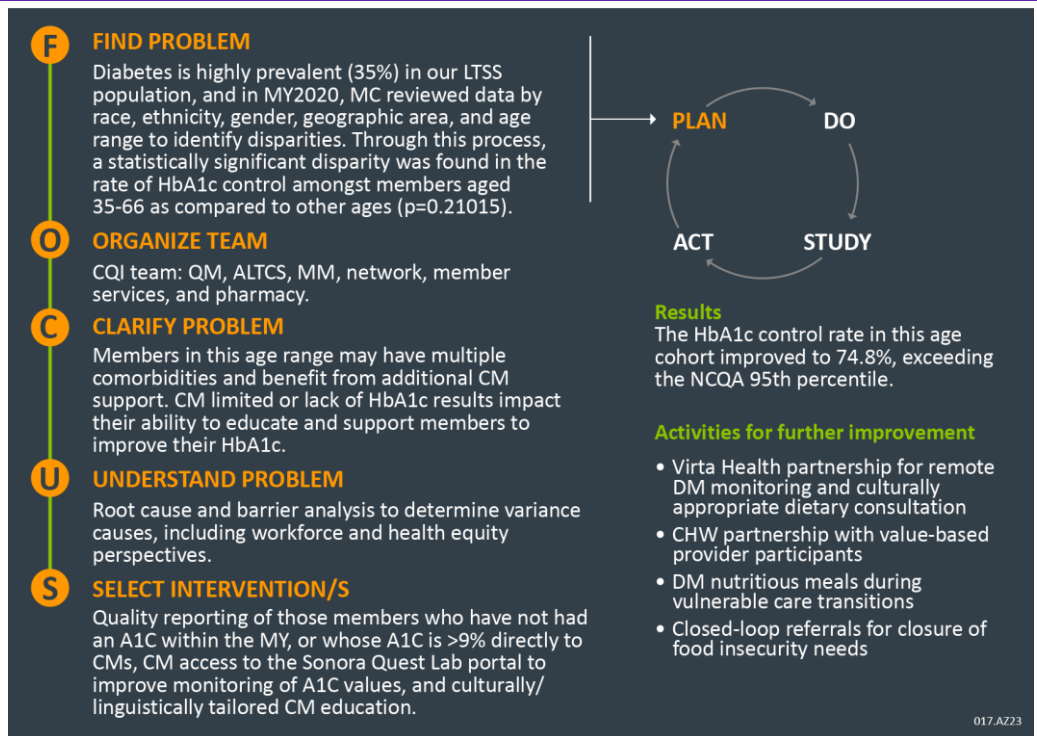 F
FIND PROBLEM
Diabetes is highly prevalent (35%) in our LTSS
population, and in MY2020, MC reviewed data by
race, ethnicity, gender, geographic area, and age
range to identify disparities. Through this process,
a statistically significant disparity was found in the
rate of HbA1c control amongst members aged
35-66 as compared to other ages (p=0.21015).
O
ORGANIZE TEAM
CQI team: QM, ALTCS, MM, network, member
services, and pharmacy.
C
CLARIFY PROBLEM
Members in this age range may have multiple
comorbidities and benefit from additional CM
support. CM limited or lack of HbA1c results impact
their ability to educate and support members to
improve their HbA1c.
U
UNDERSTAND PROBLEM
Root cause and barrier analysis to determine variance
causes, including workforce and health equity
perspectives.
S
SELECT INTERVENTION/S
Quality reporting of those members who have not had
an A1C within the MY, or whose A1C is >9% directly to
CMs, CM access to the Sonora Quest Lab portal to
improve monitoring of A1C values, and culturally/
linguistically tailored CM education.
PLAN
DO
ACT
STUDY
Results
The HbA1c control rate in this age
cohort improved to 74.8%, exceeding
the NCQA 95th percentile.
Activities for further improvement
• Virta Health partnership for remote
DM monitoring and culturally
appropriate dietary consultation
• CHW partnership with value-based
provider participants
• DM nutritious meals during
vulnerable care transitions
• Closed-loop referrals for closure of
food insecurity needs
017.AZ23